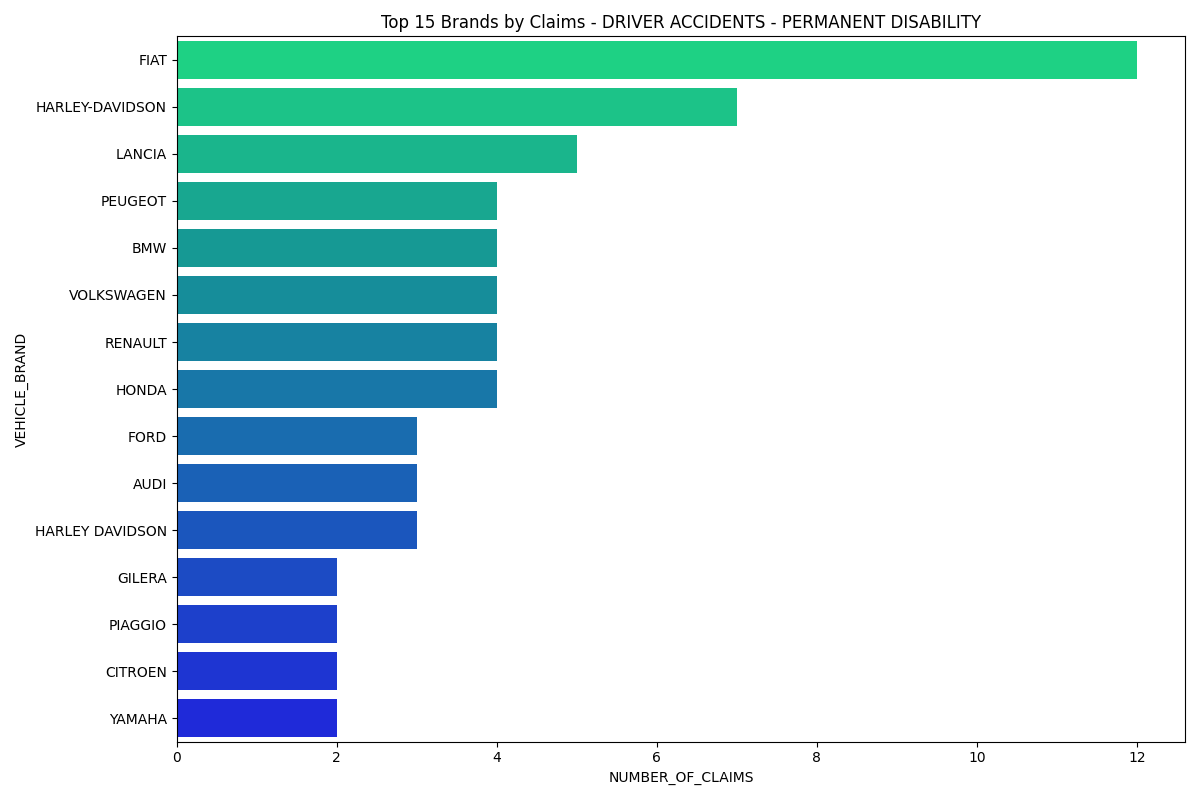 Top 15 Brands by Claims - DRIVER ACCIDENTS - PERMANENT DISABILITY
VEHICLE_BRAND
FIAT
HARLEY-DAVIDSON
LANCIA
PEUGEOT
BMW
VOLKSWAGEN
RENAULT
HONDA
FORD
AUDI
HARLEY DAVIDSON
GILERA
PIAGGIO
CITROEN
YAMAHA
0 2 4 6 8 10 12
NUMBER_OF_CLAIMS